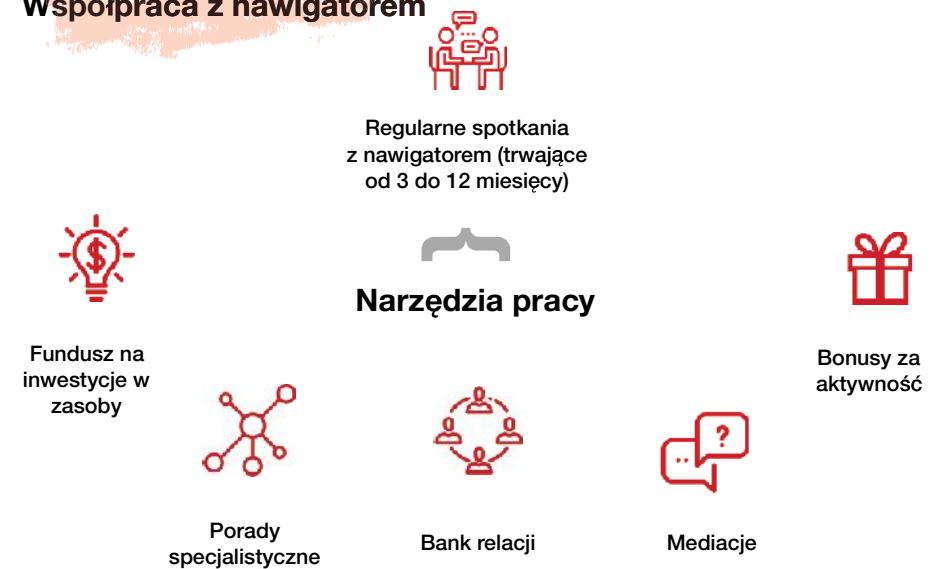 Współpraca z nawigatorem
Regularne spotkania
z nawigatorem (trwające
od 3 do 12 miesięcy)
Narzędzia pracy
Fundusz na
inwestycje w
zasoby
Bonusy za
aktywność
Porady
specjalistyczne
Bank relacji
Mediacje